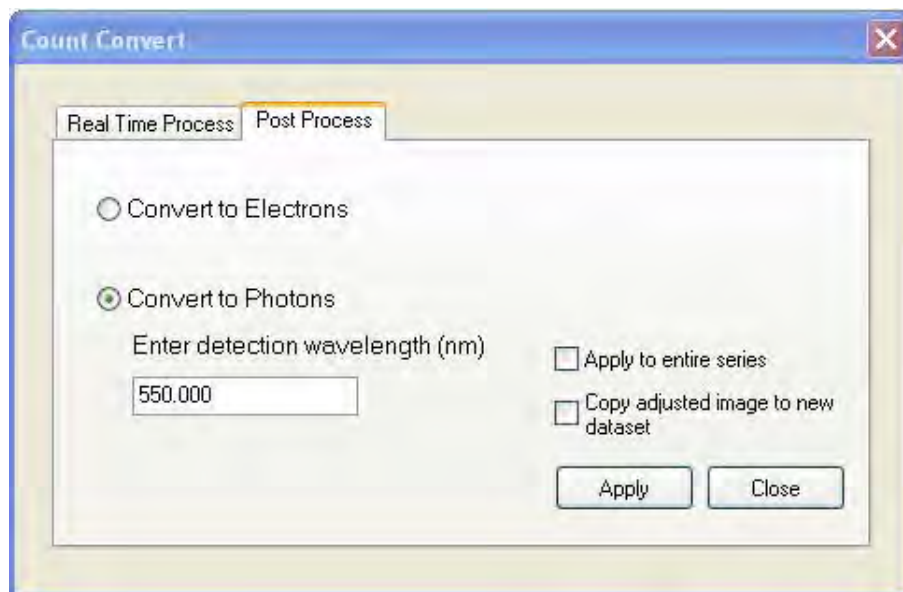 Count Convert
Real Time Process
Post Process
Convert to Electrons
Convert to Photons
Enter detection wavelength (nm)
550.000
Apply to entire series
Copy adjusted image to new
dataset
Apply
Close